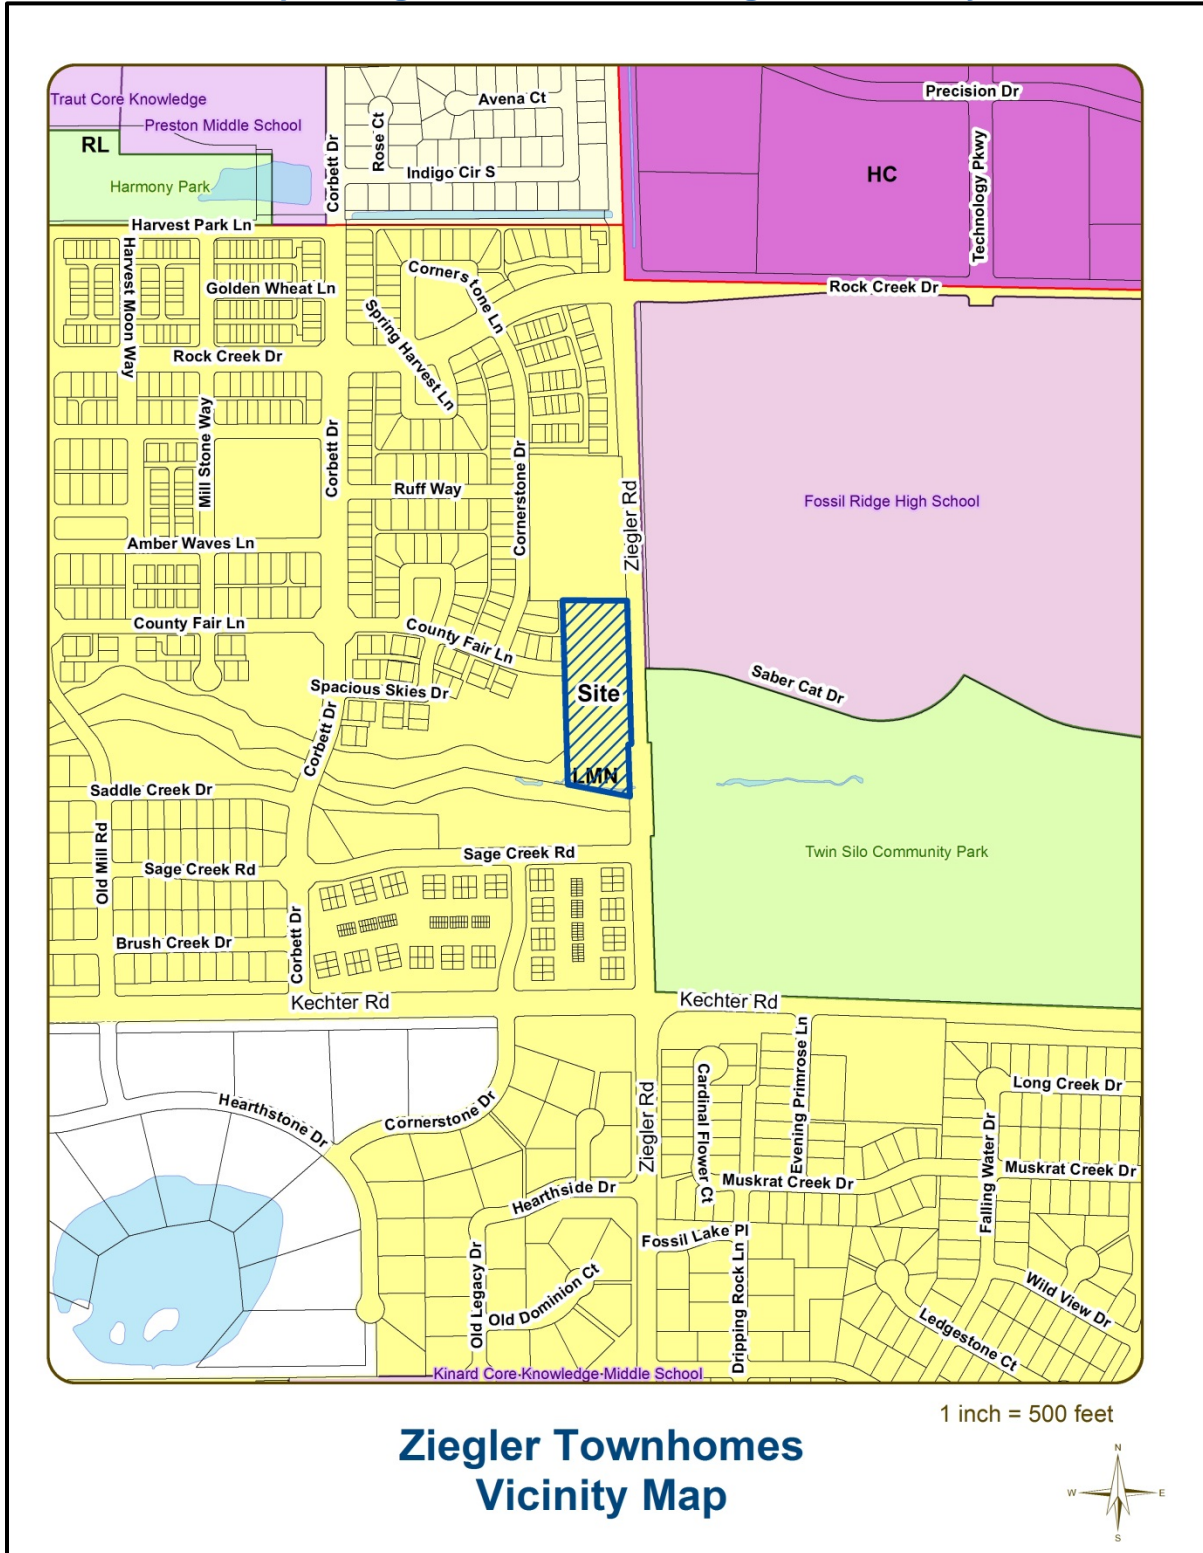 Traut Core Knowledge
Preston Middle School
RL
Harmony Park
Corbett Dr
Rose Ct
Avena Ct
Indigo Cir S
Precision Dr
HC
Technology Pkwy
Harvest Park Ln
Harvest Moon Way
Golden Wheat Ln
Cornerstone Ln
Spring Harvest Ln
Rock Creek Dr
Rock Creek Dr
Mill Stone Way
Corbett Dr
Ruff Way
Cornerstone Dr
Ziegler Rd
Fossil Ridge High School
Amber Waves Ln
County Fair Ln
County Fair Ln
Spacious Skies Dr
Site
Saber Cat Dr
Corbett Dr
LMN
Saddle Creek Dr
Old Mill Rd
Sage Creek Rd
Sage Creek Rd
Twin Silo Community Park
Brush Creek Dr
Corbett Dr
Kechter Rd
Kechter Rd
Hearthstone Dr
Cornerstone Dr
Ziegler Rd
Cardinal Flower Ct
Evening Primrose Ln
Long Creek Dr
Falling Water Dr
Muskrat Creek Dr
Muskrat Creek Dr
Hearthside Dr
Old Legacy Dr
Old Dominion Ct
Fossil Lake Pl
Dripping Rock Ln
Wild View Dr
Ledgestone Ct
Kinard Core Knowledge Middle School
1 inch = 500 feet
Ziegler Townhomes
Vicinity Map
N
W
E
S